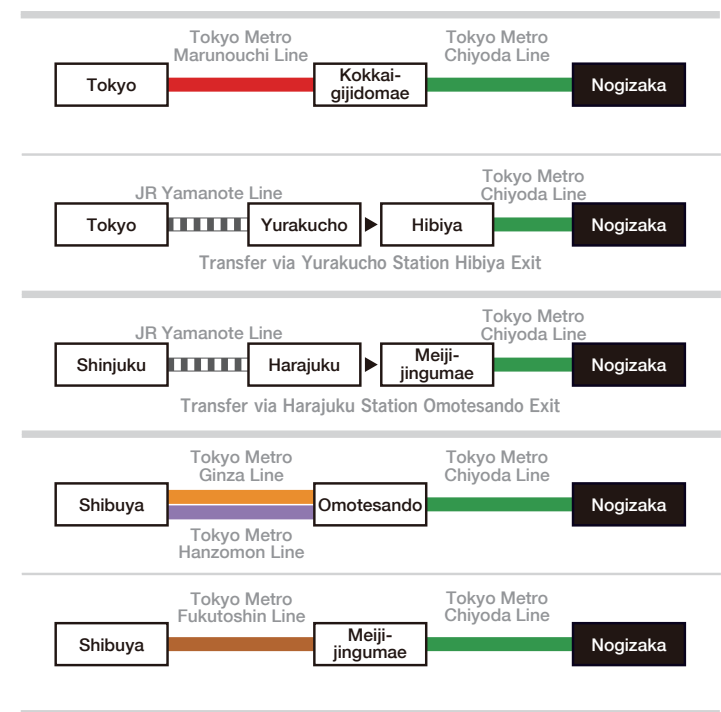 Tokyo Metro
Marunouchi Line
Tokyo Metro
Chiyoda Line
Tokyo
Kokkai-
gijidomae
Nogizaka
JR Yamanote Line
Tokyo Metro
Chiyoda Line
Tokyo
Yurakucho
Hibiya
Nogizaka
Transfer via Yurakucho Station Hibiya Exit
JR Yamanote Line
Tokyo Metro
Chiyoda Line
Shinjuku
Harajuku
Meiji-
jingumae
Nogizaka
Transfer via Harajuku Station Omotesando Exit
Tokyo Metro
Ginza Line
Tokyo Metro
Chiyoda Line
Shibuya
Omotesando
Nogizaka
Tokyo Metro
Hanzomon Line
Tokyo Metro
Fukutoshin Line
Tokyo Metro
Chiyoda Line
Shibuya
Meiji-
jingumae
Nogizaka